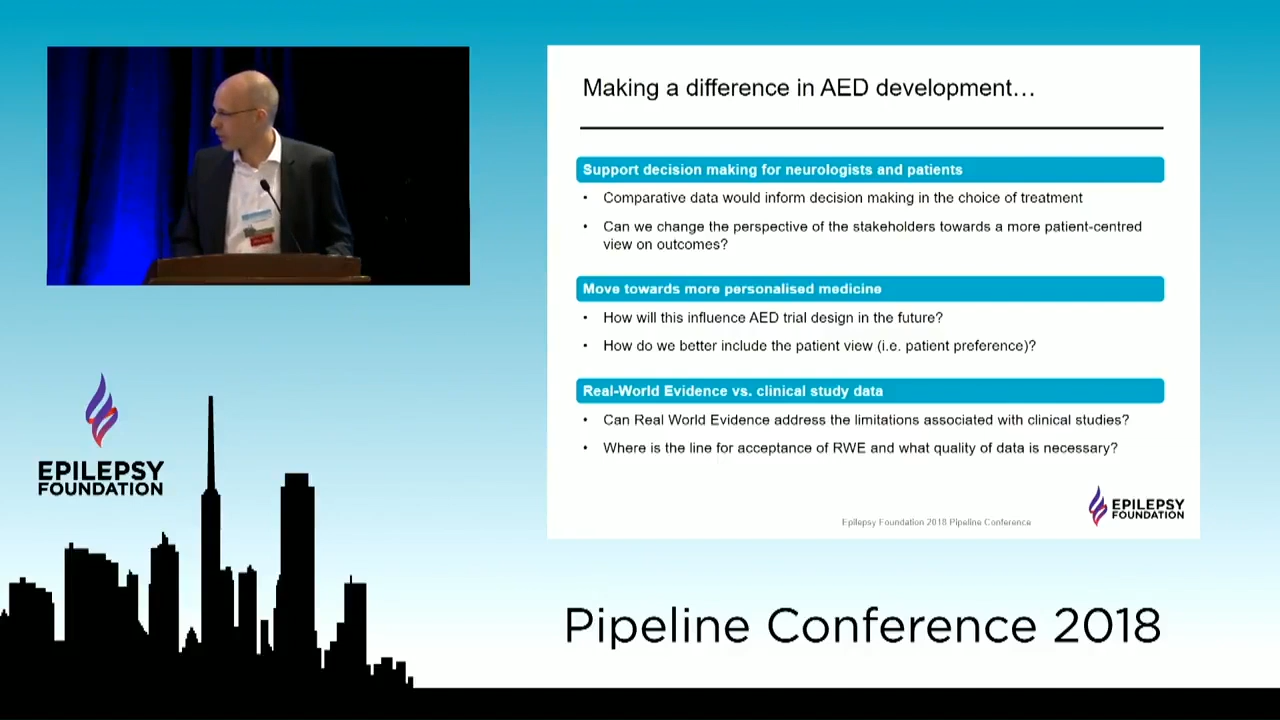 Making a difference in AED development…
Support decision making for neurologists and patients
• Comparative data would inform decision making in the choice of treatment
• Can we change the perspective of the stakeholders towards a more patient-centred
view on outcomes?
Move towards more personalised medicine
• How will this influence AED trial design in the future?
• How do we better include the patient view (i.e. patient preference)?
Real-World Evidence vs. clinical study data
• Can Real World Evidence address the limitations associated with clinical studies?
• Where is the line for acceptance of RWE and what quality of data is necessary?
Epilepsy Foundation 2018 Pipeline Conference
EPILEPSY
FOUNDATION
EPILEPSY
FOUNDATION
Pipeline Conference 2018